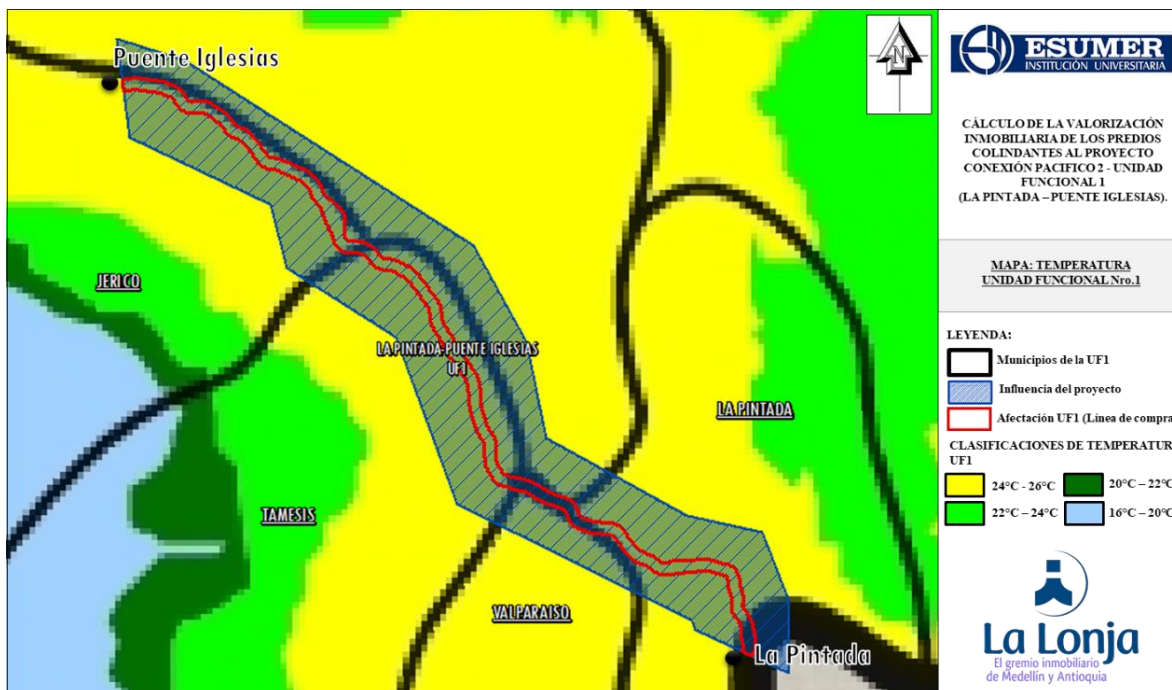 Puente Iglesias
JERICO
LA PINTADA-PUENTE IGLESIAS
UF1
LA PINTADA
TAMESIS
VALPARAISO
La Pintada
N
ESUMER
INSTITUCIÓN UNIVERSITARIA
CÁLCULO DE LA VALORIZACIÓN
INMOBILIARIA DE LOS PREDIOS
COLINDANTES AL PROYECTO
CONEXIÓN PACIFICO 2 - UNIDAD
FUNCIONAL 1
(LA PINTADA – PUENTE IGLESIAS).
MAPA: TEMPERATURA
UNIDAD FUNCIONAL Nro.1
LEYENDA:
Municipios de la UF1
Influencia del proyecto
Afectación UF1 (Línea de compra
CLASIFICACIONES DE TEMPERATUR
UF1
24°C - 26°C 20°C – 22°C
22°C – 24°C 16°C – 20°C
La Lonja
El gremio inmobiliario
de Medellín y Antioquia